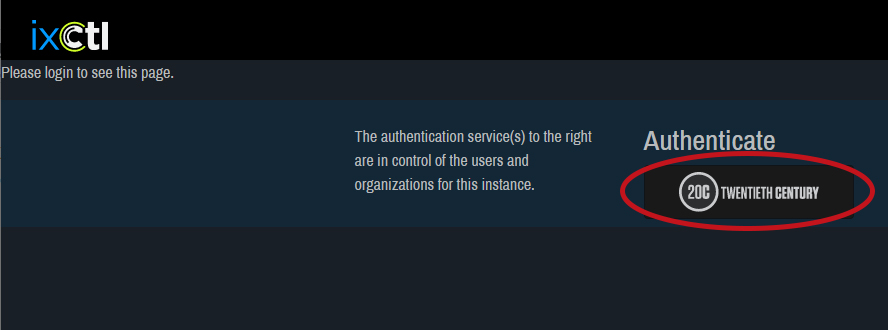 ixCtl
Please login to see this page.
The authentication service(s) to the right
are in control of the users and
organizations for this instance.
Authenticate
20C TWENTIETH CENTURY